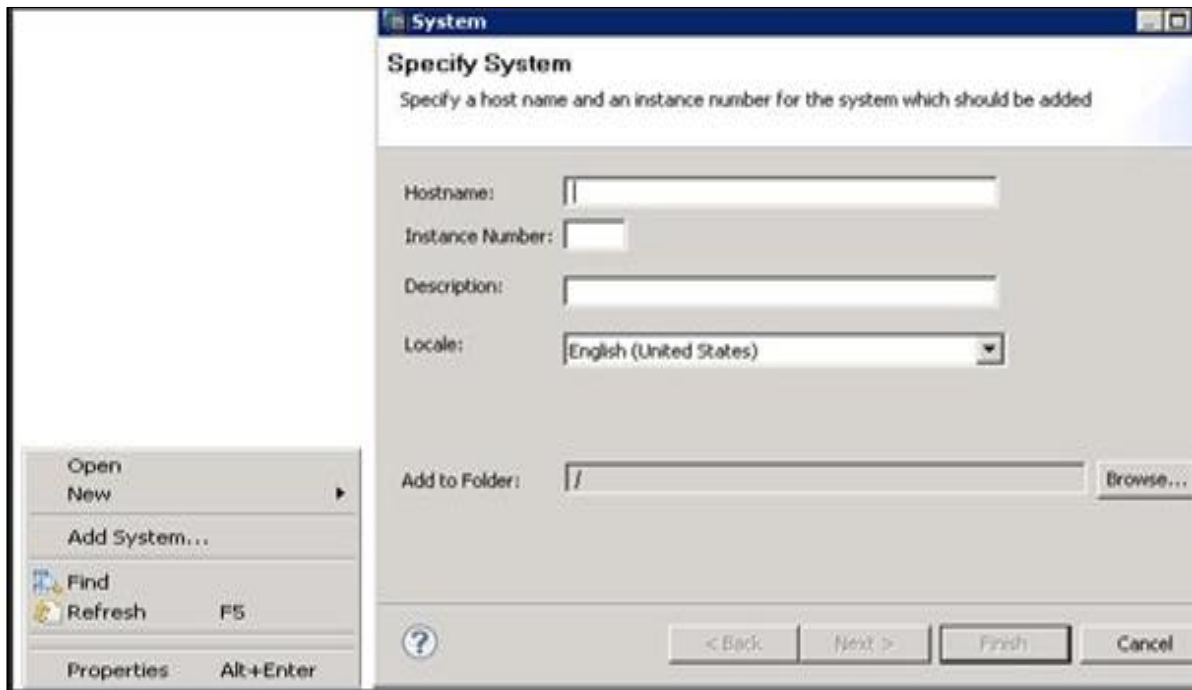 System
Specify System
Specify a host name and an instance number for the system which should be added
Hostname:
Instance Number:
Description:
Locale: English (United States)
Add to Folder: / Browse...
< Back Next > Finish Cancel
Open
New
Add System...
Find
Refresh F5
Properties Alt+Enter